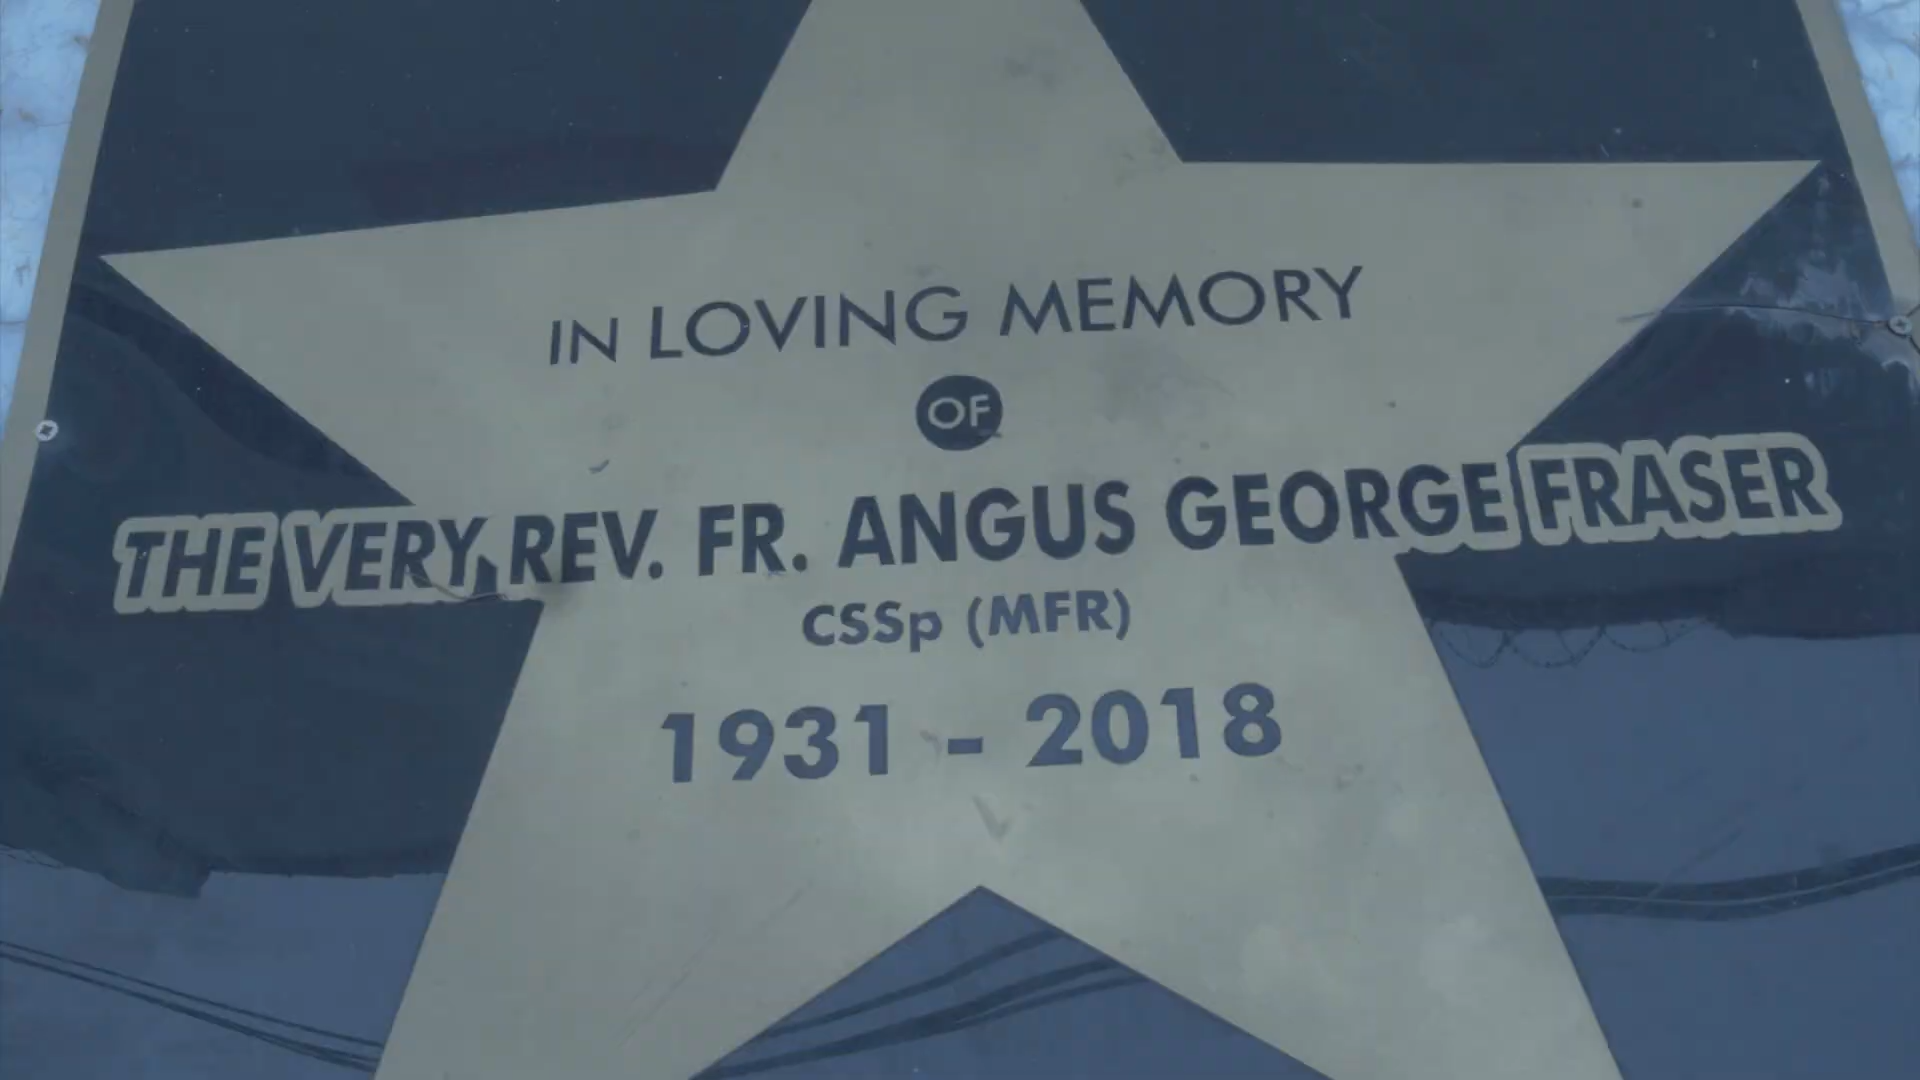 IN LOVING MEMORY
OF
THE VERY REV. FR. ANGUS GEORGE FRASER
CSSp (MFR)
1931 - 2018